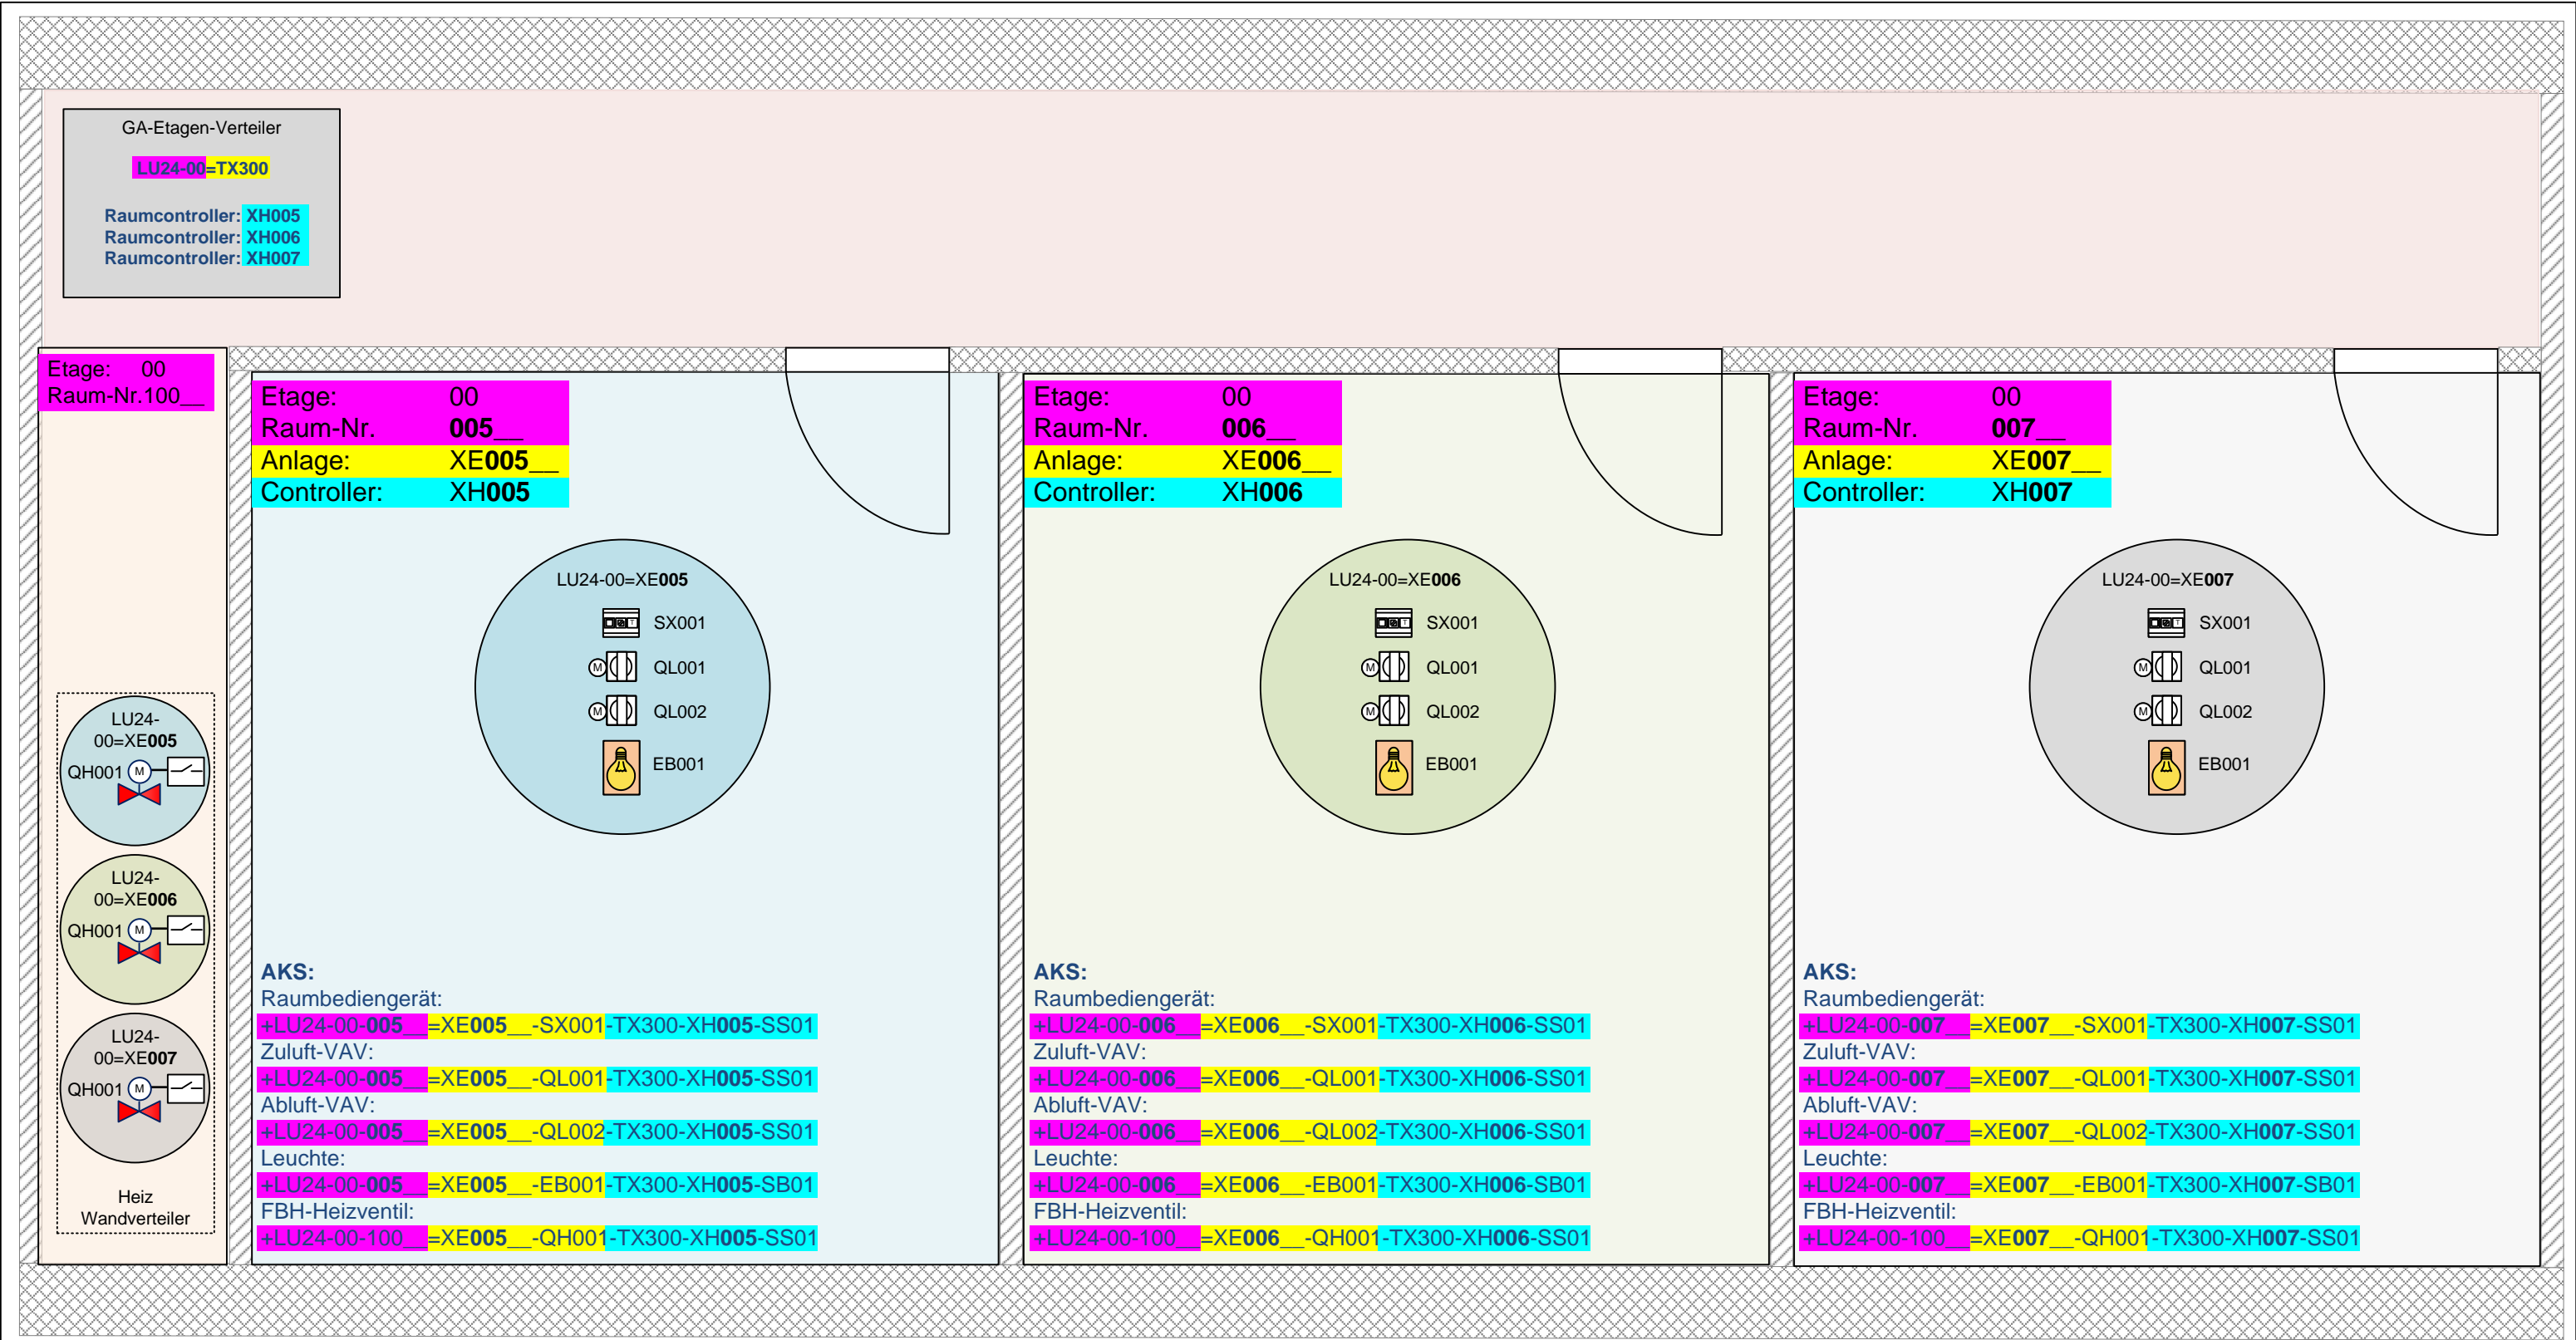 GA-Etagen-Verteiler
LU24-00=TX300
Raumcontroller: XH005
Raumcontroller: XH006
Raumcontroller: XH007
Etage: 00
Raum-Nr.100__
LU24-
00=XE005
QH001 M
LU24-
00=XE006
QH001 M
LU24-
00=XE007
QH001 M
Heiz
Wandverteiler
Etage: 00
Raum-Nr. 005__
Anlage: XE005__
Controller: XH005
LU24-00=XE005
SX001
M QL001
M QL002
EB001
AKS:
Raumbediengerät:
+LU24-00-005__=XE005__-SX001-TX300-XH005-SS01
Zuluft-VAV:
+LU24-00-005__=XE005__-QL001-TX300-XH005-SS01
Abluft-VAV:
+LU24-00-005__=XE005__-QL002-TX300-XH005-SS01
Leuchte:
+LU24-00-005__=XE005__-EB001-TX300-XH005-SB01
FBH-Heizventil:
+LU24-00-100__=XE005__-QH001-TX300-XH005-SS01
Etage: 00
Raum-Nr. 006__
Anlage: XE006__
Controller: XH006
LU24-00=XE006
SX001
M QL001
M QL002
EB001
AKS:
Raumbediengerät:
+LU24-00-006__=XE006__-SX001-TX300-XH006-SS01
Zuluft-VAV:
+LU24-00-006__=XE006__-QL001-TX300-XH006-SS01
Abluft-VAV:
+LU24-00-006__=XE006__-QL002-TX300-XH006-SS01
Leuchte:
+LU24-00-006__=XE006__-EB001-TX300-XH006-SB01
FBH-Heizventil:
+LU24-00-100__=XE006__-QH001-TX300-XH006-SS01
Etage: 00
Raum-Nr. 007__
Anlage: XE007__
Controller: XH007
LU24-00=XE007
SX001
M QL001
M QL002
EB001
AKS:
Raumbediengerät:
+LU24-00-007__=XE007__-SX001-TX300-XH007-SS01
Zuluft-VAV:
+LU24-00-007__=XE007__-QL001-TX300-XH007-SS01
Abluft-VAV:
+LU24-00-007__=XE007__-QL002-TX300-XH007-SS01
Leuchte:
+LU24-00-007__=XE007__-EB001-TX300-XH007-SB01
FBH-Heizventil:
+LU24-00-100__=XE007__-QH001-TX300-XH007-SS01